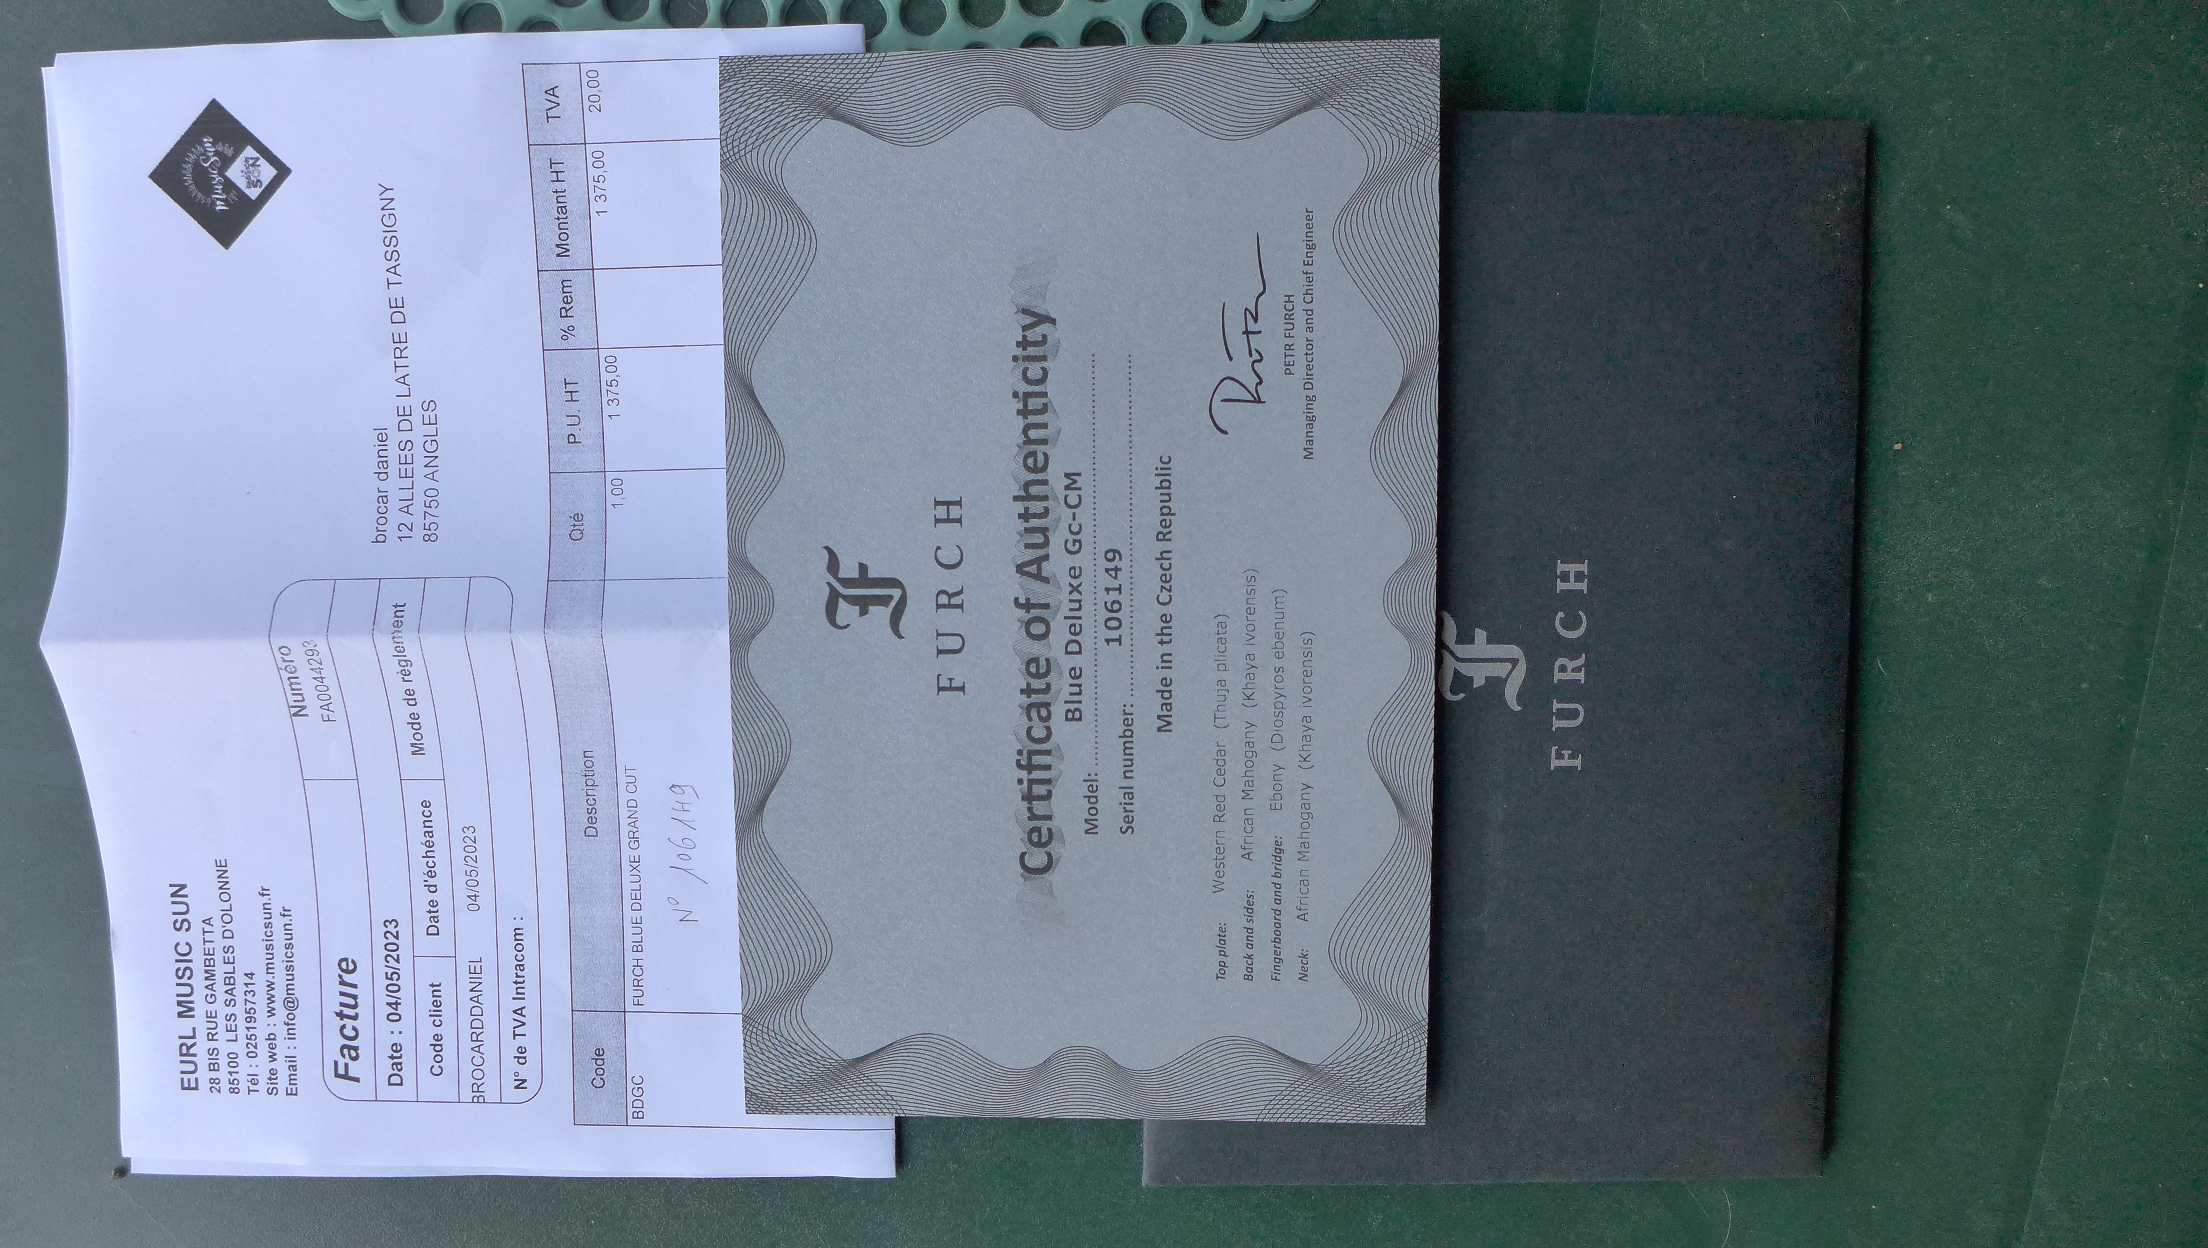 EURL MUSIC SUN
28 BIS RUE GAMBETTA
85100 LES SABLES D'OLONNE
Tél : 0251957314
Site web : www.musicsun.fr
Email : info@musicsun.fr
MusicSun
Facture
Numéro
FA0044293
Date : 04/05/2023
Code client
Date d'échéance
Mode de règlement
BROCARDDANIEL
04/05/2023
N° de TVA Intracom :
brocar daniel
12 ALLEES DE LATRE DE TASSIGNY
85750 ANGLES
Code Description Qté P.U. HT % Rem Montant HT TVA
BDGC FURCH BLUE DELUXE GRAND CUT 1,00 1 375,00 1 375,00 20,00
N° 106149
FURCH
Certificate of Authenticity
Model: Blue Deluxe Gc-CM
Serial number: 106149
Made in the Czech Republic
Top plate: Western Red Cedar (Thuja plicata)
Back and sides: African Mahogany (Khaya ivorensis)
Fingerboard and bridge: Ebony (Diospyros ebenum)
Neck: African Mahogany (Khaya ivorensis)
PETR FURCH
Managing Director and Chief Engineer
FURCH